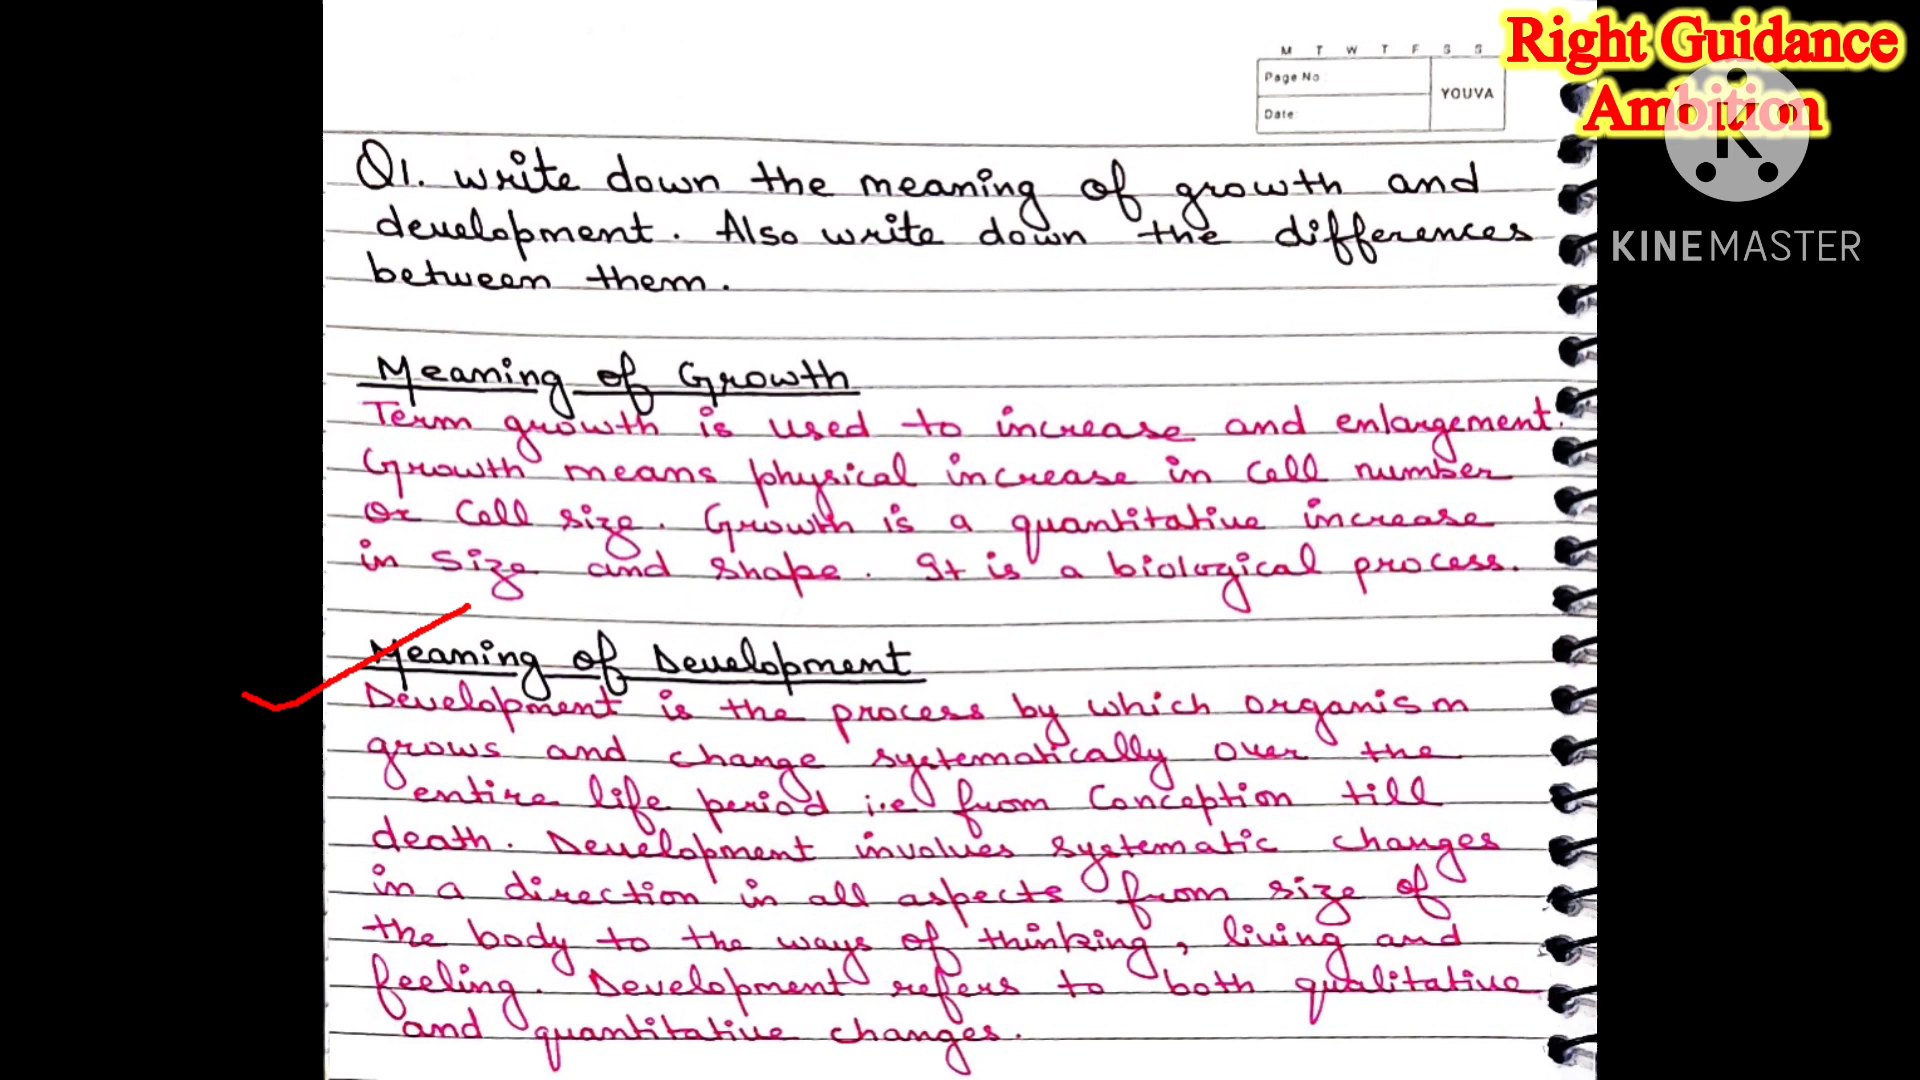 Right Guidance
Ambition
K
KINEMASTER
M T W T F S S
Page No:
Date:
YOUVA
Q1. Write down the meaning of growth and
development. Also write down the differences
between them.
Meaning of Growth
Term growth is used to increase and enlargement.
Growth means physical increase in cell number
or cell size. Growth is a quantitative increase
in size and shape. It is a biological process.
Meaning of Development
Development is the process by which organism
grows and change systematically over the
entire life period i.e from Conception till
death. Development involves systematic changes
in a direction in all aspects from size of
the body to the ways of thinking, living and
feeling. Development refers to both qualitative
and quantitative changes.